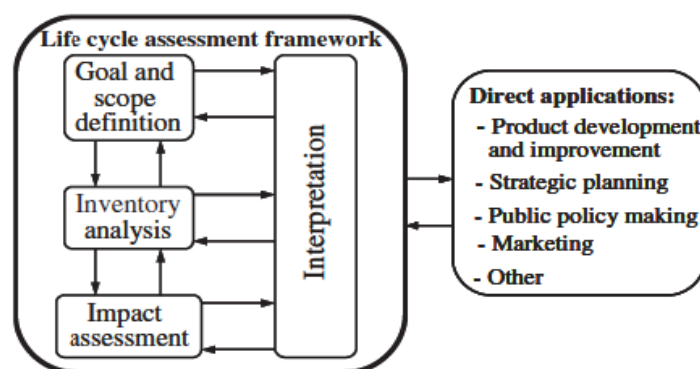 Life cycle assessment framework
Goal and
scope
definition
Inventory
analysis
Impact
assessment
Interpretation
Direct applications:
- Product development
and improvement
- Strategic planning
- Public policy making
- Marketing
- Other